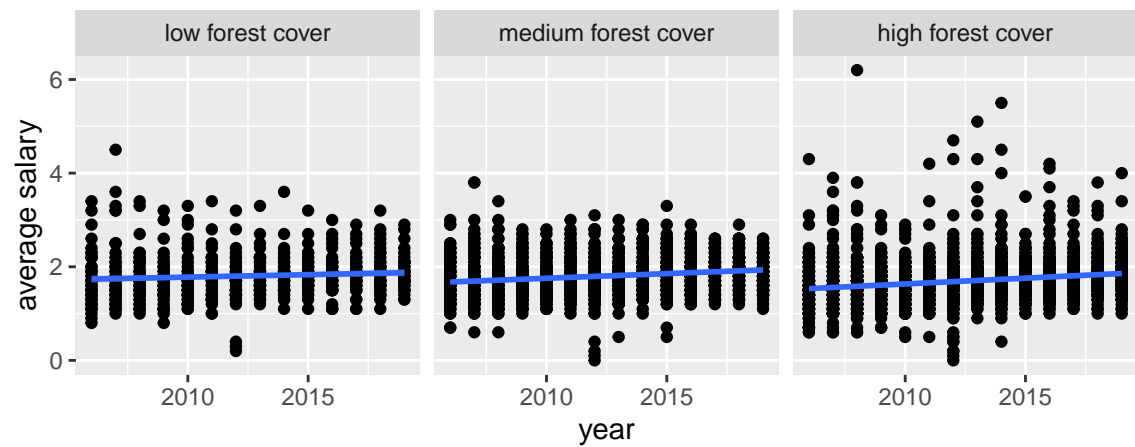 low forest cover
medium forest cover
high forest cover
6
4
2
0
average salary
2010
2015
2010
2015
2010
2015
year